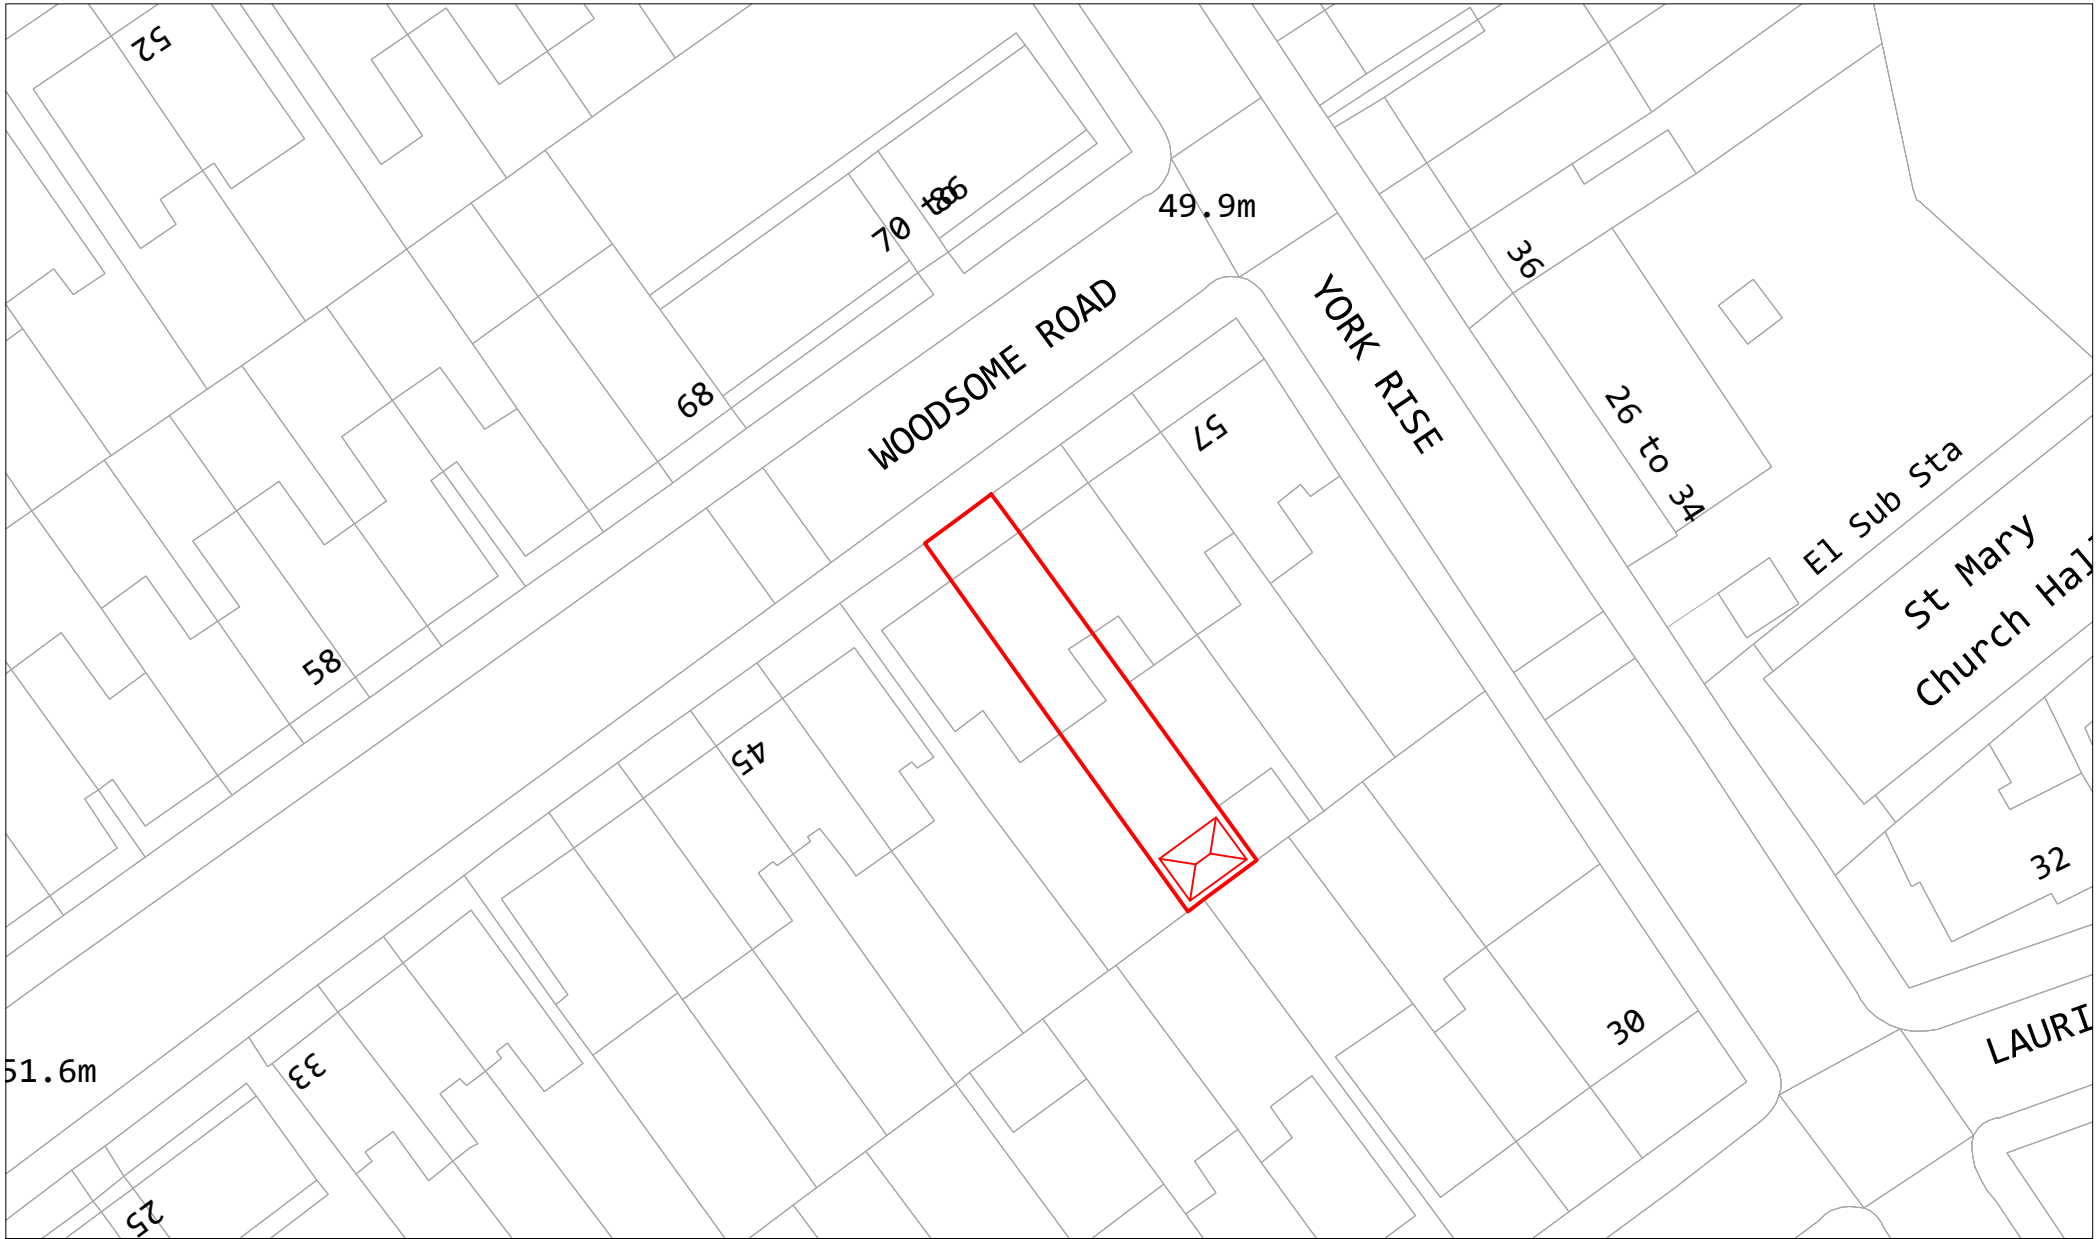 52
70 to 86
49.9m
36
WOODSOME ROAD
YORK RISE
68
57
26 to 34
El Sub Sta
St Mary
Church Hal
58
45
32
30
LAURI
33
51.6m
25